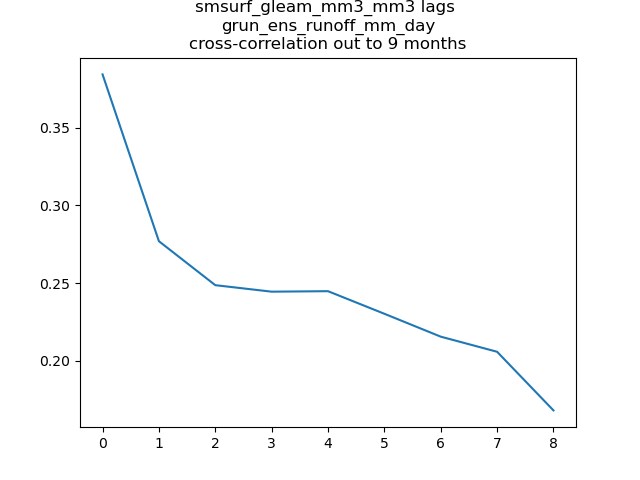 smsurf_gleam_mm3_mm3 lags
grun_ens_runoff_mm_day
cross-correlation out to 9 months
0.35
0.30
0.25
0.20
0 1 2 3 4 5 6 7 8